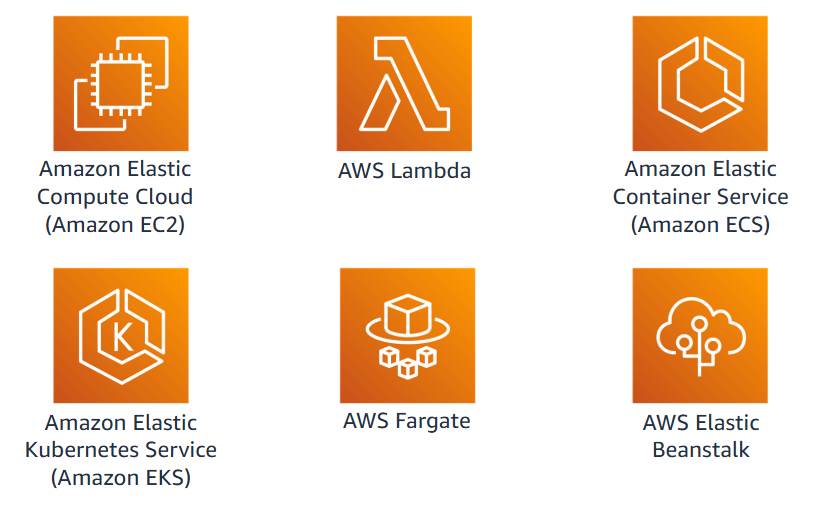 Amazon Elastic
Compute Cloud
(Amazon EC2)
AWS Lambda
Amazon Elastic
Container Service
(Amazon ECS)
K
Amazon Elastic
Kubernetes Service
(Amazon EKS)
AWS Fargate
AWS Elastic
Beanstalk